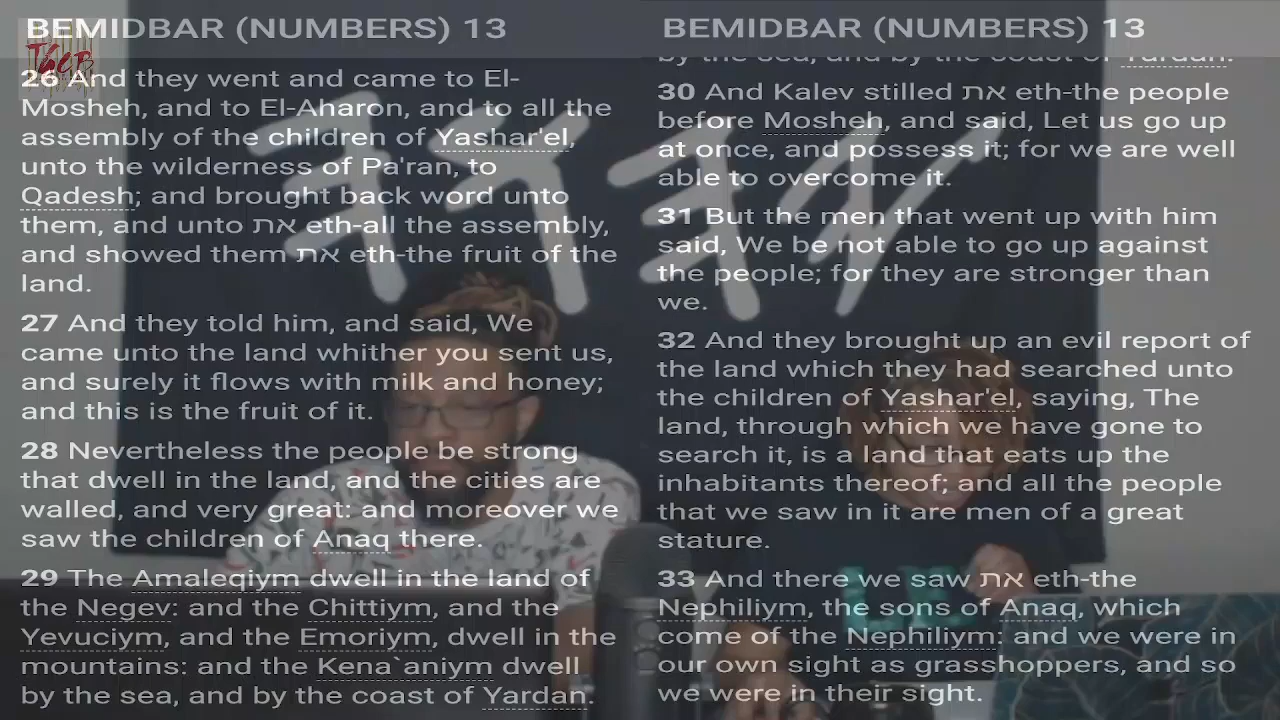 BEMIDBAR (NUMBERS) 13
26 And they went and came to El-
Mosheh, and to El-Aharon, and to all the
assembly of the children of Yashar'el,
unto the wilderness of Pa'ran, to
Qadesh; and brought back word unto
them, and unto את eth-all the assembly,
and showed them את eth-the fruit of the
land.
27 And they told him, and said, We
came unto the land whither you sent us,
and surely it flows with milk and honey;
and this is the fruit of it.
28 Nevertheless the people be strong
that dwell in the land, and the cities are
walled, and very great: and moreover we
saw the children of Anaq there.
29 The Amaleqiym dwell in the land of
the Negev: and the Chittiym, and the
Yevuciym, and the Emoriym, dwell in the
mountains: and the Kena`aniym dwell
by the sea, and by the coast of Yardan.
BEMIDBAR (NUMBERS) 13
by the sea, and by the coast of Yardan.
30 And Kalev stilled את eth-the people
before Mosheh, and said, Let us go up
at once, and possess it; for we are well
able to overcome it.
31 But the men that went up with him
said, We be not able to go up against
the people; for they are stronger than
we.
32 And they brought up an evil report of
the land which they had searched unto
the children of Yashar'el, saying, The
land, through which we have gone to
search it, is a land that eats up the
inhabitants thereof; and all the people
that we saw in it are men of a great
stature.
33 And there we saw את eth-the
Nephiliym, the sons of Anaq, which
come of the Nephiliym: and we were in
our own sight as grasshoppers, and so
we were in their sight.